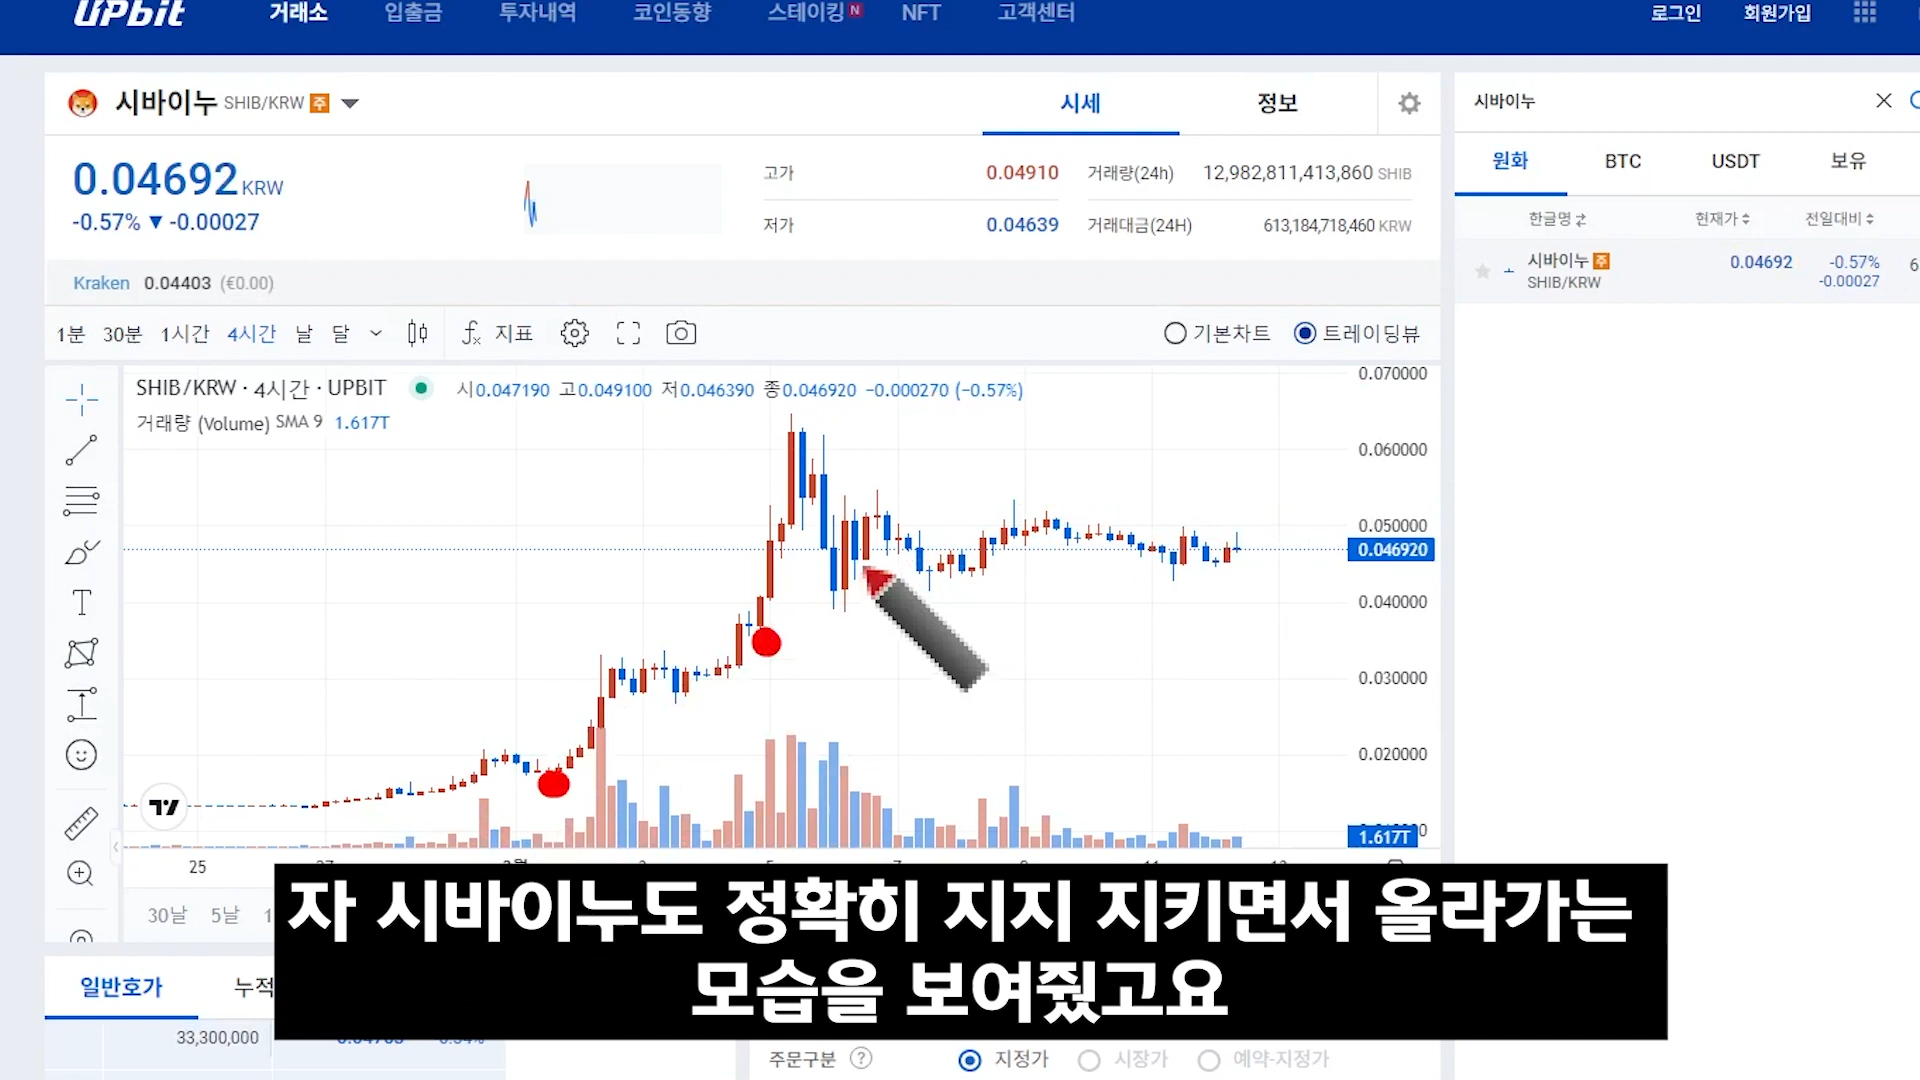 UPbit 거래소 입출금 투자내역 코인동향 스테이킹 N NFT 고객센터 로그인 회원가입
시바이누 SHIB/KRW 주 시세 정보
시바이누
0.04692 KRW
-0.57% ▼ -0.00027
고가 0.04910 거래량(24h) 12,982,811,413,860 SHIB
저가 0.04639 거래대금(24H) 613,184,718,460 KRW
원화 BTC USDT 보유
한글명 현재가 전일대비
시바이누 주 0.04692 -0.57%
SHIB/KRW -0.00027
Kraken 0.04403 (€0.00)
1분 30분 1시간 4시간 날 달 지표 기본차트 트레이딩뷰
SHIB/KRW · 4시간 · UPBIT 시0.047190 고0.049100 저0.046390 종0.046920 −0.000270 (−0.57%)
거래량 (Volume) SMA 9 1.617T
0.070000
0.060000
0.050000
0.046920
0.040000
0.030000
0.020000
1.617T
25
30날 5날
자 시바이누도 정확히 지지 지키면서 올라가는
모습을 보여줬고요
일반호가 누적
33,300,000
주문구분 ? 지정가 시장가 예약-지정가